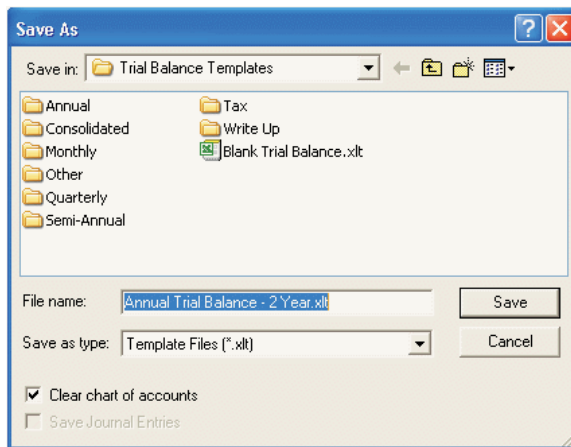 Save As
Save in: Trial Balance Templates
Annual
Consolidated
Monthly
Other
Quarterly
Semi-Annual
Tax
Write Up
Blank Trial Balance.xlt
File name: Annual Trial Balance - 2 Year.xlt Save
Save as type: Template Files (*.xlt) Cancel
Clear chart of accounts
Save Journal Entries